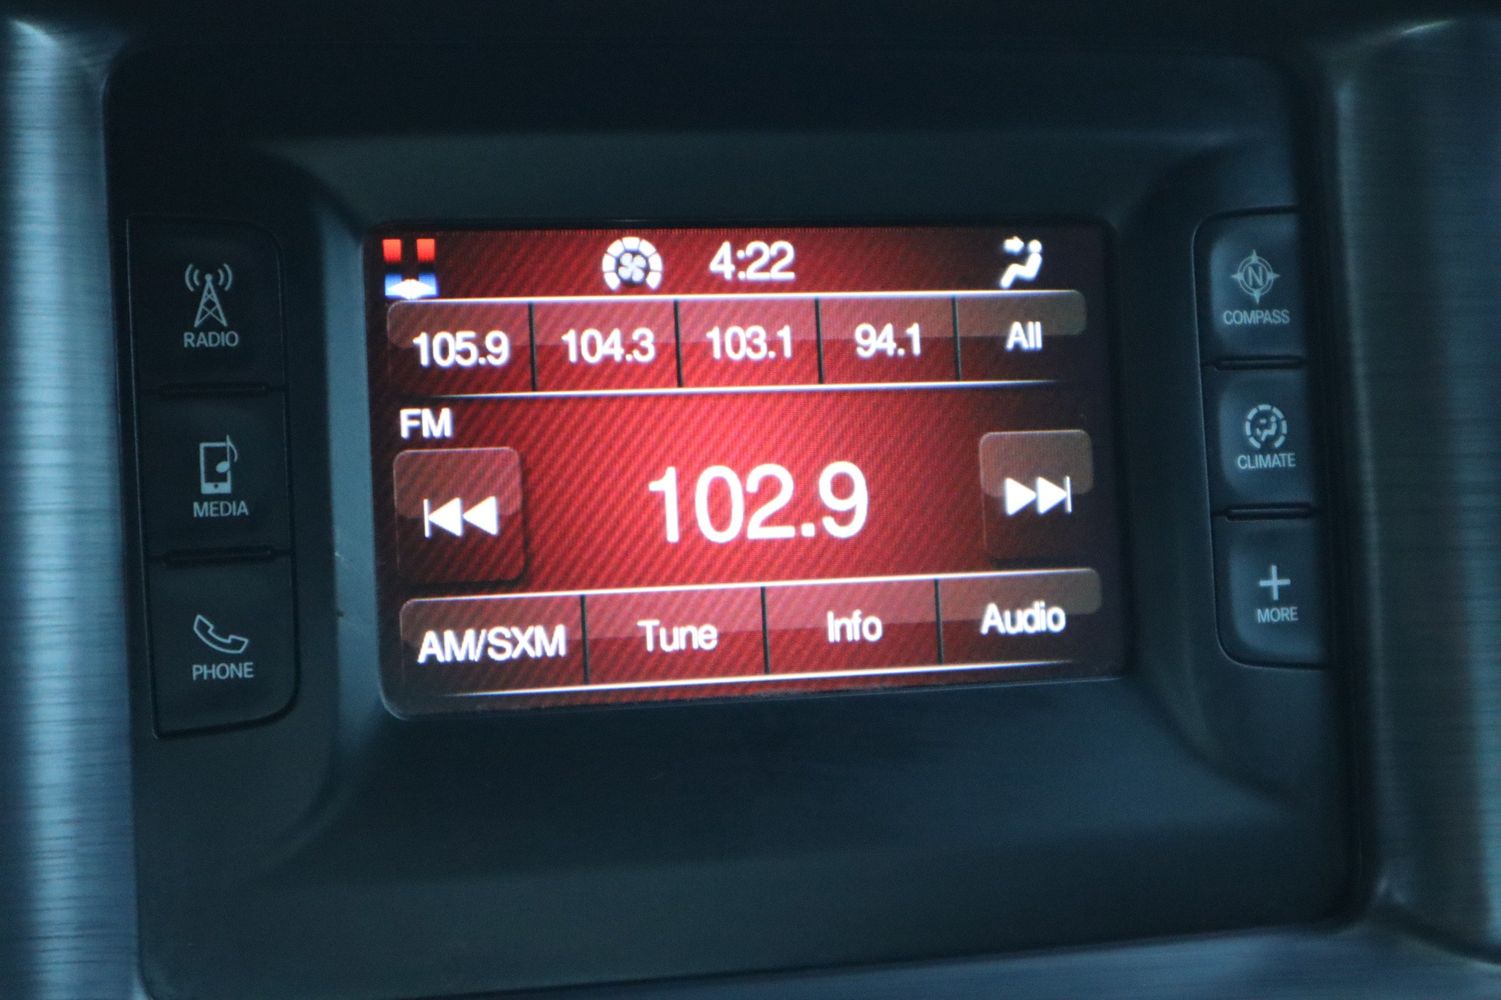 4:22
105.9 104.3 103.1 94.1 All
FM
102.9
AM/SXM Tune Info Audio
RADIO
MEDIA
PHONE
N
COMPASS
CLIMATE
MORE